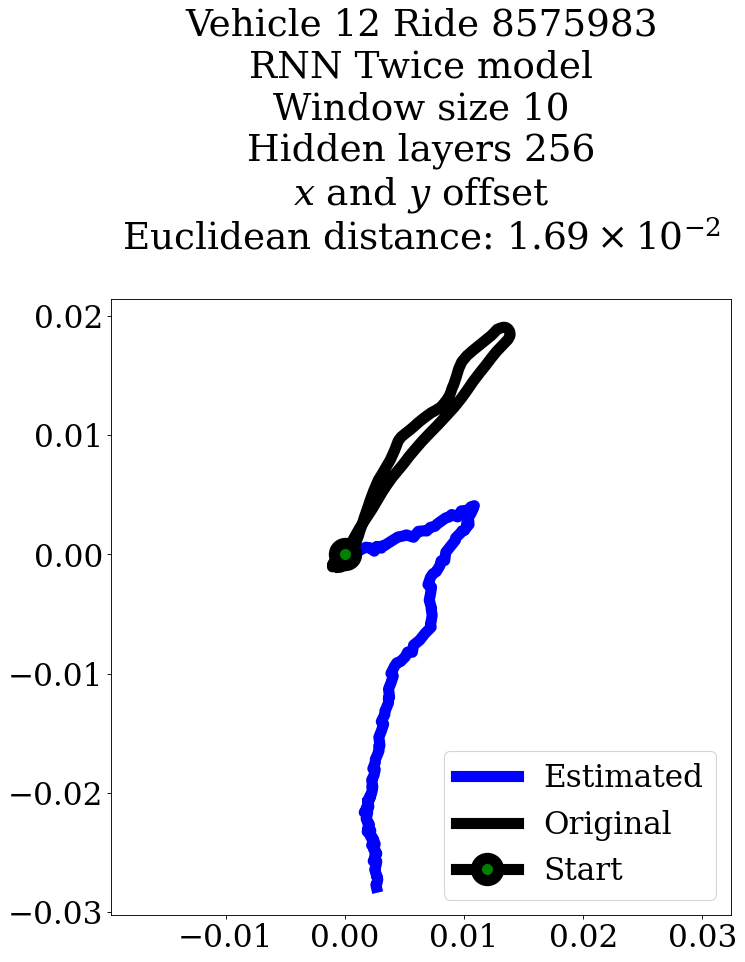 Vehicle 12 Ride 8575983
RNN Twice model
Window size 10
Hidden layers 256
x and y offset
Euclidean distance: 1.69 × 10⁻²
0.02
0.01
0.00
−0.01
−0.02
−0.03
Estimated
Original
Start
−0.01 0.00 0.01 0.02 0.03